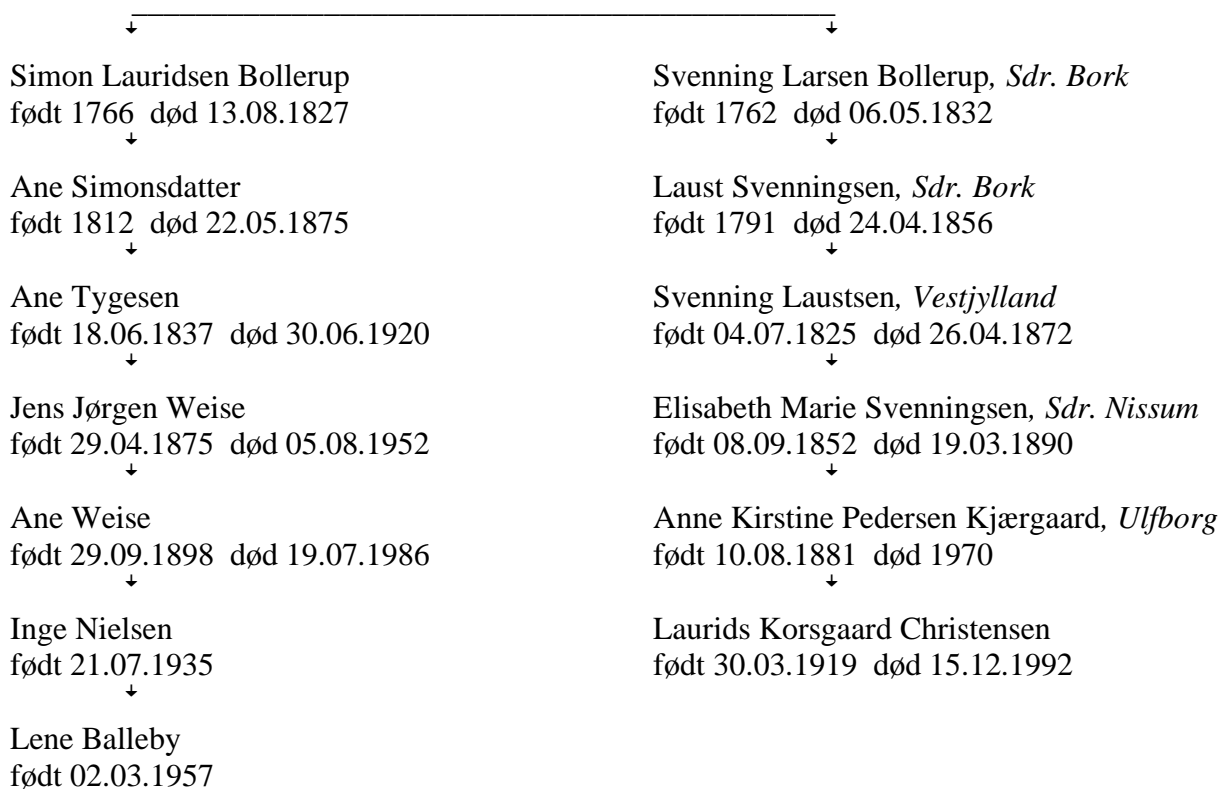 Simon Lauridsen Bollerup
født 1766 død 13.08.1827
Ane Simonsdatter
født 1812 død 22.05.1875
Ane Tygesen
født 18.06.1837 død 30.06.1920
Jens Jørgen Weise
født 29.04.1875 død 05.08.1952
Ane Weise
født 29.09.1898 død 19.07.1986
Inge Nielsen
født 21.07.1935
Lene Balleby
født 02.03.1957
Svenning Larsen Bollerup, Sdr. Bork
født 1762 død 06.05.1832
Laust Svenningsen, Sdr. Bork
født 1791 død 24.04.1856
Svenning Laustsen, Vestjylland
født 04.07.1825 død 26.04.1872
Elisabeth Marie Svenningsen, Sdr. Nissum
født 08.09.1852 død 19.03.1890
Anne Kirstine Pedersen Kjærgaard, Ulfborg
født 10.08.1881 død 1970
Laurids Korsgaard Christensen
født 30.03.1919 død 15.12.1992